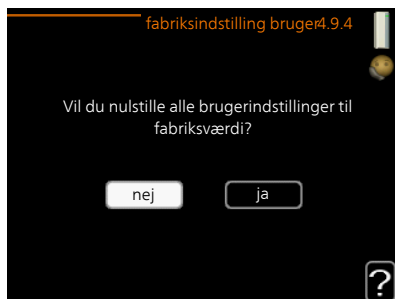 fabriksindstilling bruger4.9.4
Vil du nulstille alle brugerindstillinger til
fabriksværdi?
nej
ja
?